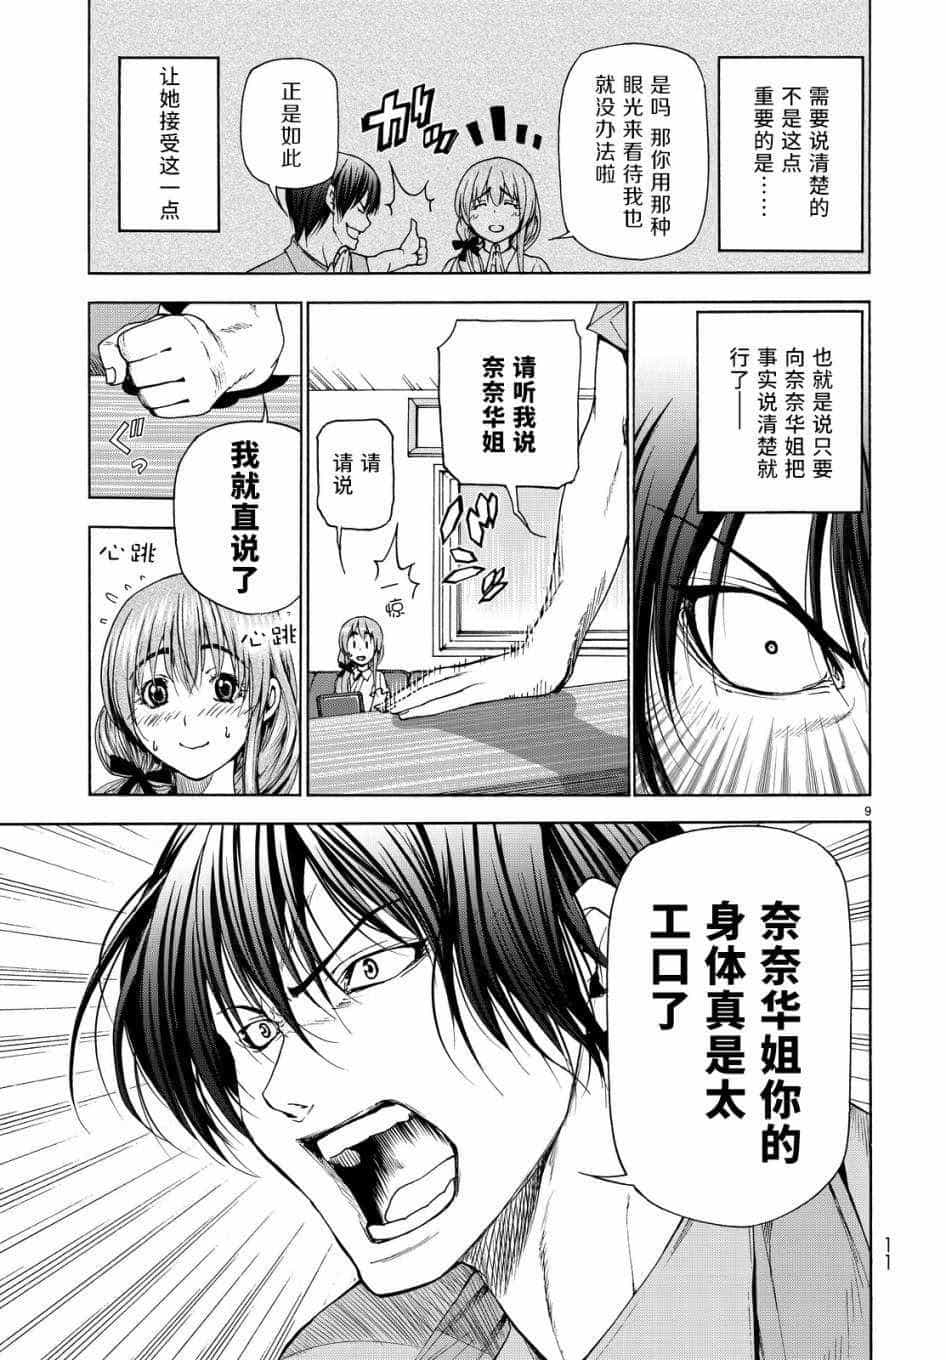 需要说清楚的
不是这点
重要的是……
是吗 那你用那种
眼光来看待我也
就没办法啦
正是如此
让她接受这一点
也就是说只要
向奈奈华姐把
事实说清楚就
行了——
请听我说
奈奈华姐
请
请说
惊
我就直说了
心跳
心跳
9
奈奈华姐你的
身体真是太
工口了
11